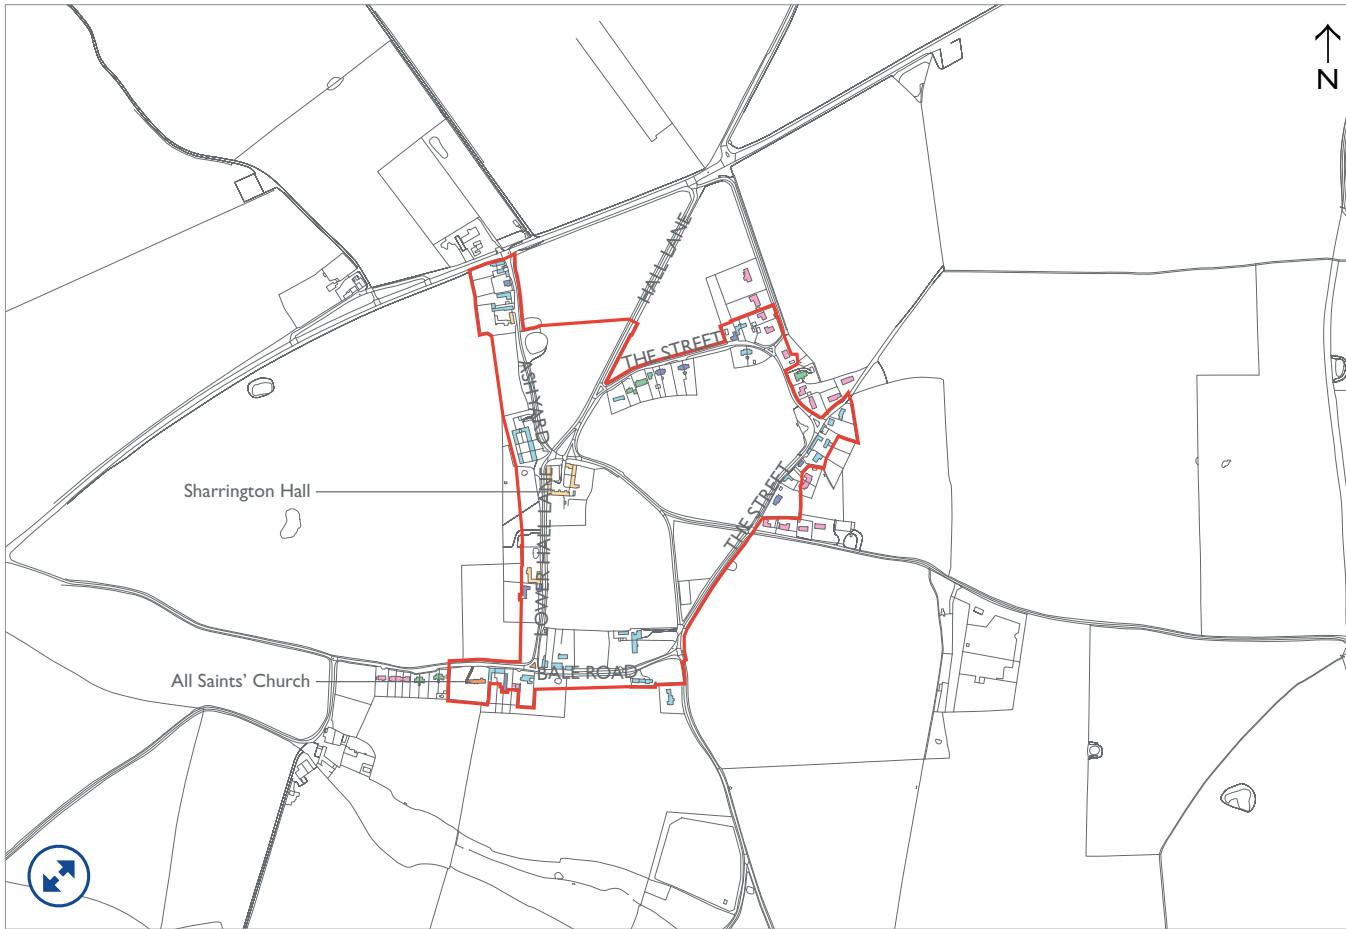 N
HALL LANE
THE STREET
ASHYARD
Sharrington Hall
THE STREET
LOWER HALL LANE
BALE ROAD
All Saints' Church